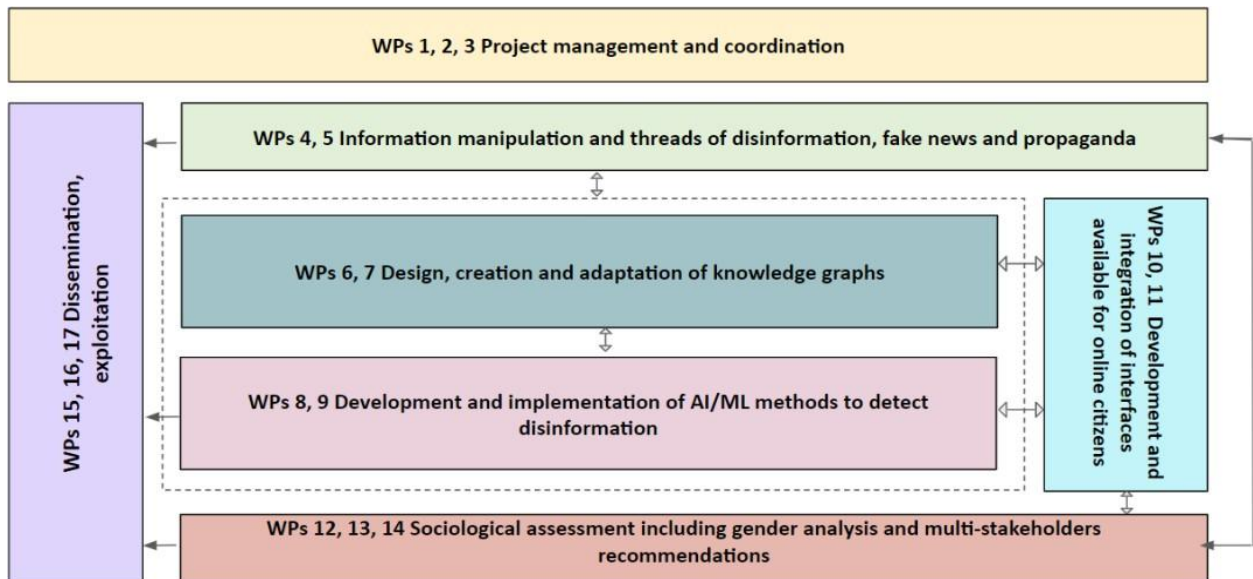 WPs 1, 2, 3 Project management and coordination
WPs 4, 5 Information manipulation and threads of disinformation, fake news and propaganda
WPs 15, 16, 17 Dissemination,
exploitation
WPs 6, 7 Design, creation and adaptation of knowledge graphs
WPs 10, 11 Development and
integration of interfaces
available for online citizens
WPs 8, 9 Development and implementation of AI/ML methods to detect
disinformation
WPs 12, 13, 14 Sociological assessment including gender analysis and multi-stakeholders
recommendations